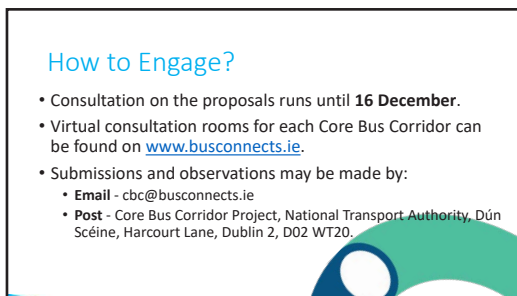 How to Engage?
• Consultation on the proposals runs until 16 December.
• Virtual consultation rooms for each Core Bus Corridor can
be found on www.busconnects.ie.
• Submissions and observations may be made by:
• Email - cbc@busconnects.ie
• Post - Core Bus Corridor Project, National Transport Authority, Dún
Scéine, Harcourt Lane, Dublin 2, D02 WT20.